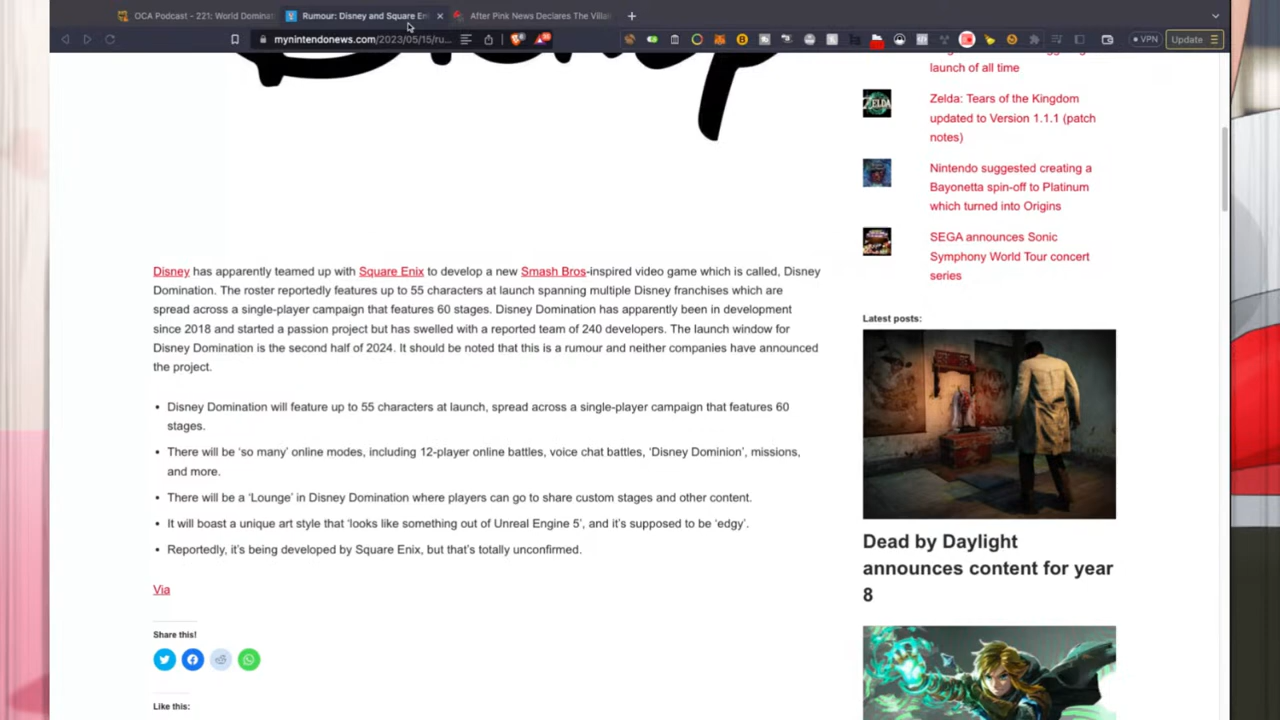 OCA Podcast - 221: World Dominat
Rumour: Disney and Square En
After Pink News Declares The Villa
mynintendonews.com/2023/05/15/ru...
VPN
Update
Disney
launch of all time
Zelda: Tears of the Kingdom
updated to Version 1.1.1 (patch
notes)
Nintendo suggested creating a
Bayonetta spin-off to Platinum
which turned into Origins
SEGA announces Sonic
Symphony World Tour concert
series
Disney has apparently teamed up with Square Enix to develop a new Smash Bros-inspired video game which is called, Disney
Domination. The roster reportedly features up to 55 characters at launch spanning multiple Disney franchises which are
spread across a single-player campaign that features 60 stages. Disney Domination has apparently been in development
since 2018 and started a passion project but has swelled with a reported team of 240 developers. The launch window for
Disney Domination is the second half of 2024. It should be noted that this is a rumour and neither companies have announced
the project.
• Disney Domination will feature up to 55 characters at launch, spread across a single-player campaign that features 60
stages.
• There will be ‘so many’ online modes, including 12-player online battles, voice chat battles, ‘Disney Dominion’, missions,
and more.
• There will be a ‘Lounge’ in Disney Domination where players can go to share custom stages and other content.
• It will boast a unique art style that ‘looks like something out of Unreal Engine 5’, and it’s supposed to be ‘edgy’.
• Reportedly, it’s being developed by Square Enix, but that’s totally unconfirmed.
Via
Share this!
Like this:
Latest posts:
Dead by Daylight
announces content for year
8